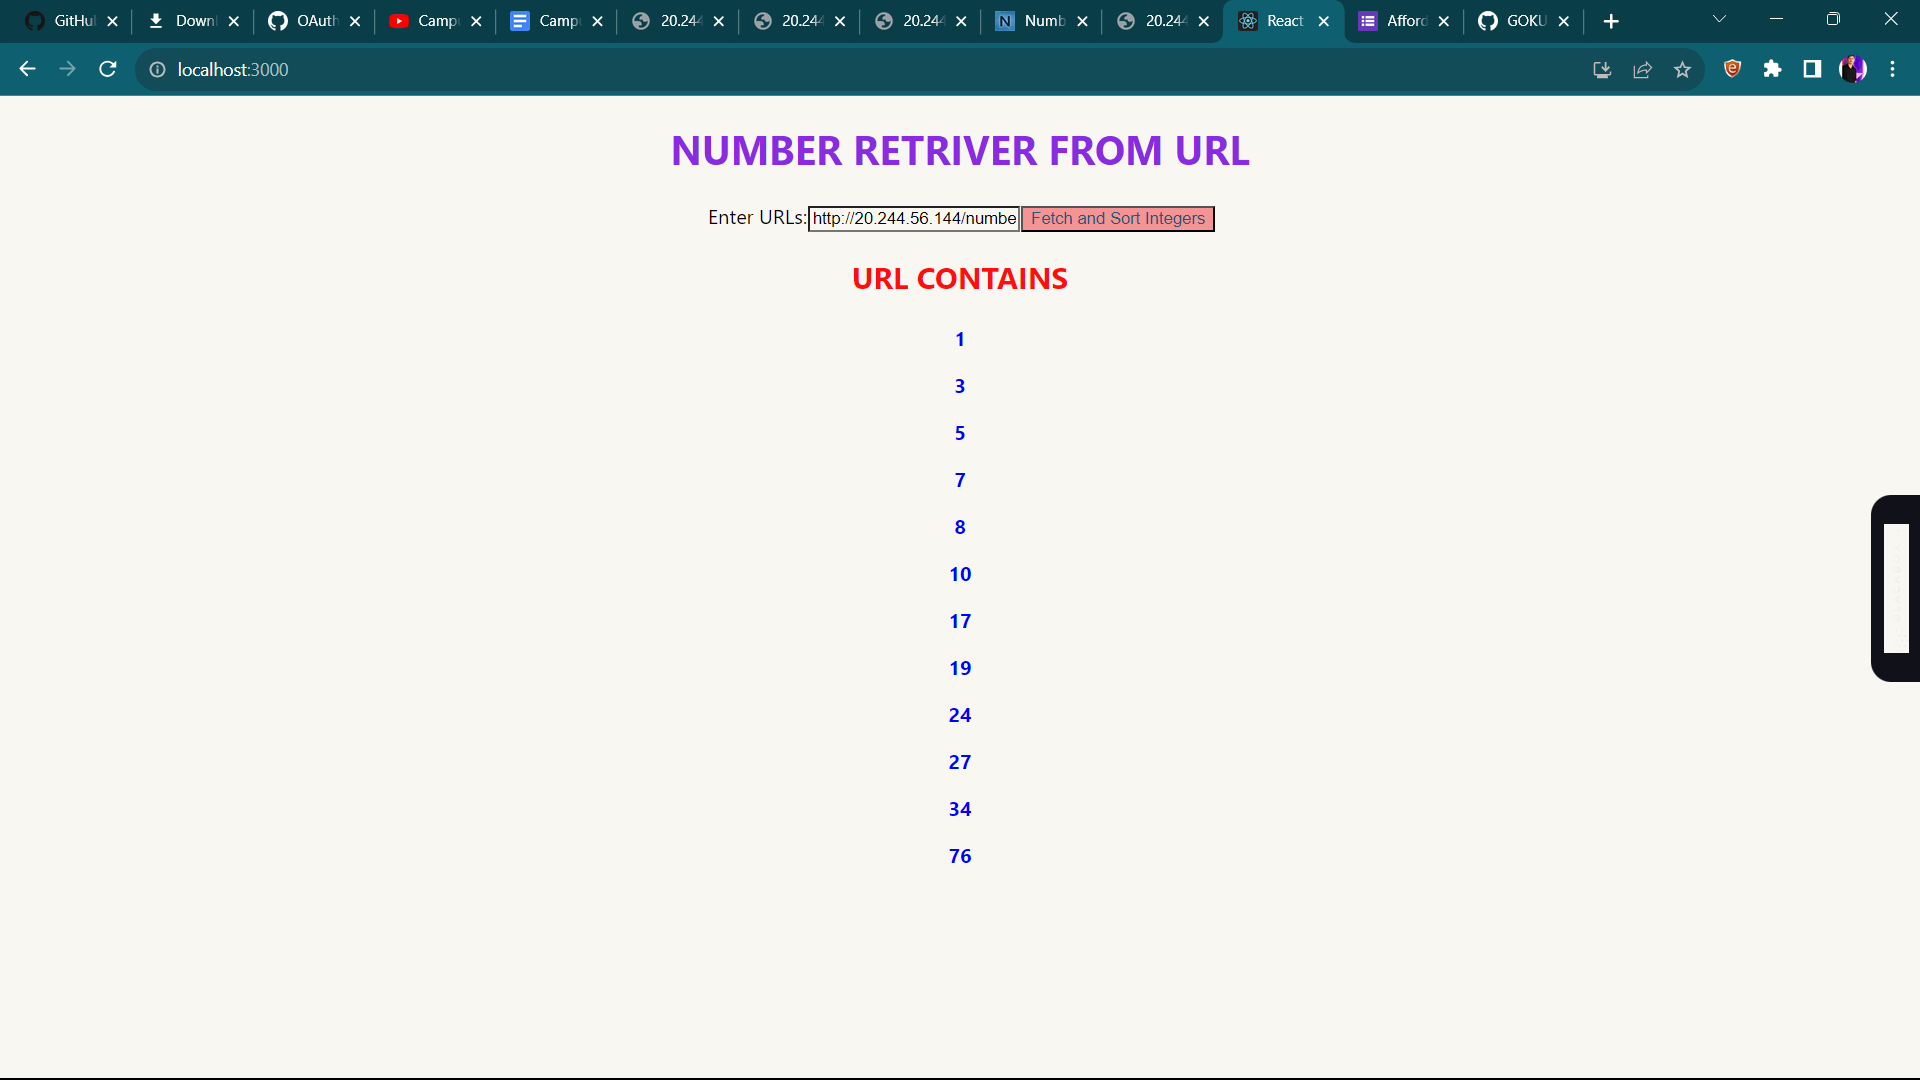 GitHu
Downl
OAuth
Camp
Camp
20.244
20.244
20.244
N Numb
20.244
React
Afford
GOKU
localhost:3000
NUMBER RETRIVER FROM URL
Enter URLs: http://20.244.56.144/numbe Fetch and Sort Integers
URL CONTAINS
1
3
5
7
8
10
17
19
24
27
34
76